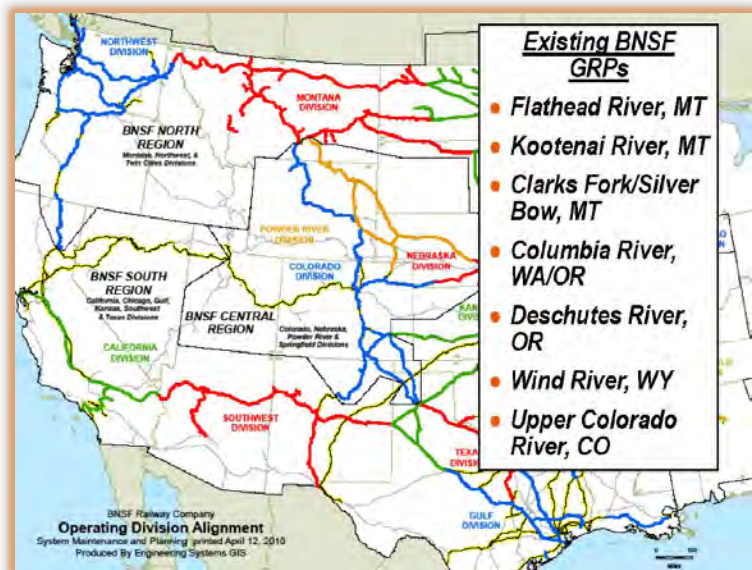 NORTHWEST
DIVISION
MONTANA
DIVISION
BNSF NORTH
REGION
Montana, Northwest, &
Twin Cities Divisions
POWDER RIVER
DIVISION
COLORADO
DIVISION
NEBRASKA
DIVISION
BNSF SOUTH
REGION
California, Chicago, Gulf,
Kansas, Southwest
& Texas Divisions
BNSF CENTRAL
REGION
Colorado, Nebraska,
Powder River &
Springfield Divisions
KAN
DIVIS
CALIFORNIA
DIVISION
SOUTHWEST
DIVISION
TEXA
DIVISI
GULF
DIVISION
BNSF Railway Company
Operating Division Alignment
System Maintenance and Planning printed April 12, 2010
Produced By Engineering Systems GIS
Existing BNSF
GRPs
• Flathead River, MT
• Kootenai River, MT
• Clarks Fork/Silver
Bow, MT
• Columbia River,
WA/OR
• Deschutes River,
OR
• Wind River, WY
• Upper Colorado
River, CO